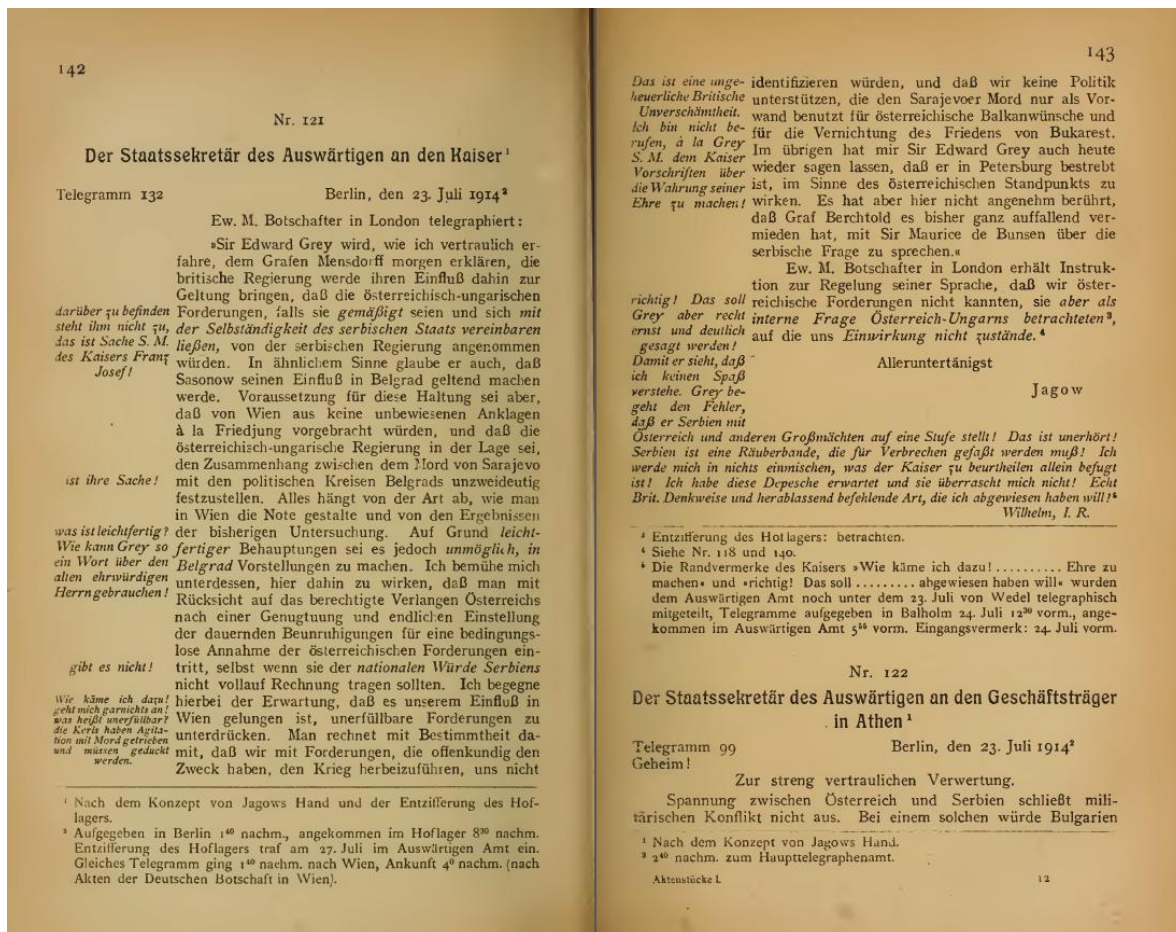 142
Nr. 121
Der Staatssekretär des Auswärtigen an den Kaiser¹
Telegramm 132 Berlin, den 23. Juli 1914²
Ew. M. Botschafter in London telegraphiert:
»Sir Edward Grey wird, wie ich vertraulich er-
fahre, dem Grafen Mensdorff morgen erklären, die
britische Regierung werde ihren Einfluß dahin zur
Geltung bringen, daß die österreichisch-ungarischen
Forderungen, falls sie gemäßigt seien und sich mit
der Selbständigkeit des serbischen Staats vereinbaren
ließen, von der serbischen Regierung angenommen
würden. In ähnlichem Sinne glaube er auch, daß
Sasonow seinen Einfluß in Belgrad geltend machen
werde. Voraussetzung für diese Haltung sei aber,
daß von Wien aus keine unbewiesenen Anklagen
à la Friedjung vorgebracht würden, und daß die
österreichisch-ungarische Regierung in der Lage sei,
den Zusammenhang zwischen dem Mord von Sarajevo
mit den politischen Kreisen Belgrads unzweideutig
festzustellen. Alles hängt von der Art ab, wie man
in Wien die Note gestalte und von den Ergebnissen
der bisherigen Untersuchung. Auf Grund leicht-
fertiger Behauptungen sei es jedoch unmöglich, in
Belgrad Vorstellungen zu machen. Ich bemühe mich
unterdessen, hier dahin zu wirken, daß man mit
Rücksicht auf das berechtigte Verlangen Österreichs
nach einer Genugtuung und endlichen Einstellung
der dauernden Beunruhigungen für eine bedingungs-
lose Annahme der österreichischen Forderungen ein-
tritt, selbst wenn sie der nationalen Würde Serbiens
nicht vollauf Rechnung tragen sollten. Ich begegne
hierbei der Erwartung, daß es unserem Einfluß in
Wien gelungen ist, unerfüllbare Forderungen zu
unterdrücken. Man rechnet mit Bestimmtheit da-
mit, daß wir mit Forderungen, die offenkundig den
Zweck haben, den Krieg herbeizuführen, uns nicht
darüber zu befinden
steht ihm nicht zu,
das ist Sache S. M.
des Kaisers Franz
Josef!
ist ihre Sache!
was ist leichtfertig?
Wie kann Grey so
ein Wort über den
alten ehrwürdigen
Herrn gebrauchen!
gibt es nicht!
Wie käme ich dazu!
geht mich garnichts an!
was heißt unerfüllbar?
die Kerls haben Agita-
tion mit Mord getrieben
und müssen geduckt
werden.
¹ Nach dem Konzept von Jagows Hand und der Entzifferung des Hof-
lagers.
² Aufgegeben in Berlin 1⁴⁰ nachm., angekommen im Hoflager 8³⁰ nachm.
Entzifferung des Hoflagers traf am 27. Juli im Auswärtigen Amt ein.
Gleiches Telegramm ging 1⁴⁰ nachm. nach Wien, Ankunft 4⁰ nachm. (nach
Akten der Deutschen Botschaft in Wien).
143
identifizieren würden, und daß wir keine Politik
unterstützen, die den Sarajevoer Mord nur als Vor-
wand benutzt für österreichische Balkanwünsche und
für die Vernichtung des Friedens von Bukarest.
Im übrigen hat mir Sir Edward Grey auch heute
wieder sagen lassen, daß er in Petersburg bestrebt
ist, im Sinne des österreichischen Standpunkts zu
wirken. Es hat aber hier nicht angenehm berührt,
daß Graf Berchtold es bisher ganz auffallend ver-
mieden hat, mit Sir Maurice de Bunsen über die
serbische Frage zu sprechen.«
Ew. M. Botschafter in London erhält Instruk-
tion zur Regelung seiner Sprache, daß wir öster-
reichische Forderungen nicht kannten, sie aber als
interne Frage Österreich-Ungarns betrachteten³,
auf die uns Einwirkung nicht zustände.⁴
Alleruntertänigst
Jagow
Das ist eine unge-
heuerliche Britische
Unverschämtheit.
Ich bin nicht be-
rufen, à la Grey
S. M. dem Kaiser
Vorschriften über
die Wahrung seiner
Ehre zu machen!
richtig! Das soll
Grey aber recht
ernst und deutlich
gesagt werden!
Damit er sieht, daß
ich keinen Spaß
verstehe. Grey be-
geht den Fehler,
daß er Serbien mit
Österreich und anderen Großmächten auf eine Stufe stellt! Das ist unerhört!
Serbien ist eine Räuberbande, die für Verbrechen gefaßt werden muß! Ich
werde mich in nichts einmischen, was der Kaiser zu beurtheilen allein befugt
ist! Ich habe diese Depesche erwartet und sie überrascht mich nicht! Echt
Brit. Denkweise und herablassend befehlende Art, die ich abgewiesen haben will!⁵
Wilhelm, I. R.
³ Entzifferung des Hoflagers: betrachten.
⁴ Siehe Nr. 118 und 140.
⁵ Die Randvermerke des Kaisers »Wie käme ich dazu! .......... Ehre zu
machen« und »richtig! Das soll ......... abgewiesen haben will« wurden
dem Auswärtigen Amt noch unter dem 23. Juli von Wedel telegraphisch
mitgeteilt, Telegramme aufgegeben in Balholm 24. Juli 12³⁰ vorm., ange-
kommen im Auswärtigen Amt 5⁵⁶ vorm. Eingangsvermerk: 24. Juli vorm.
Nr. 122
Der Staatssekretär des Auswärtigen an den Geschäftsträger
in Athen¹
Telegramm 99 Berlin, den 23. Juli 1914²
Geheim!
Zur streng vertraulichen Verwertung.
Spannung zwischen Österreich und Serbien schließt mili-
tärischen Konflikt nicht aus. Bei einem solchen würde Bulgarien
¹ Nach dem Konzept von Jagows Hand.
² 2⁴⁰ nachm. zum Haupttelegraphenamt.
Aktenstücke I. 12